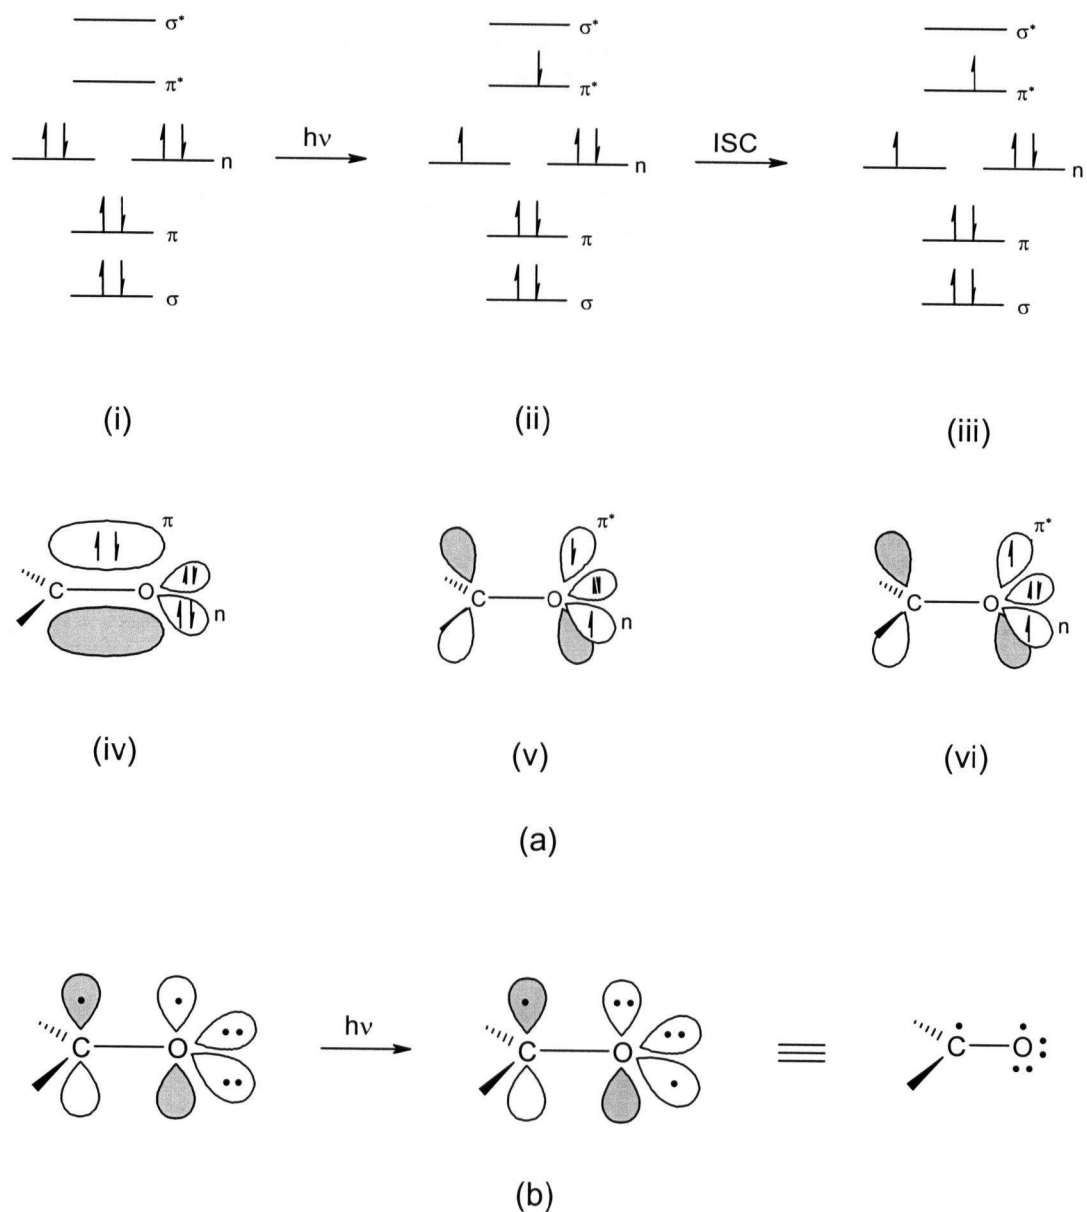 σ* σ* σ*
π* π* π*
n hν n ISC n
π π π
σ σ σ
(i) (ii) (iii)
π π* π*
C O n C O n C O n
(iv) (v) (vi)
(a)
C O hν C O C O
(b)